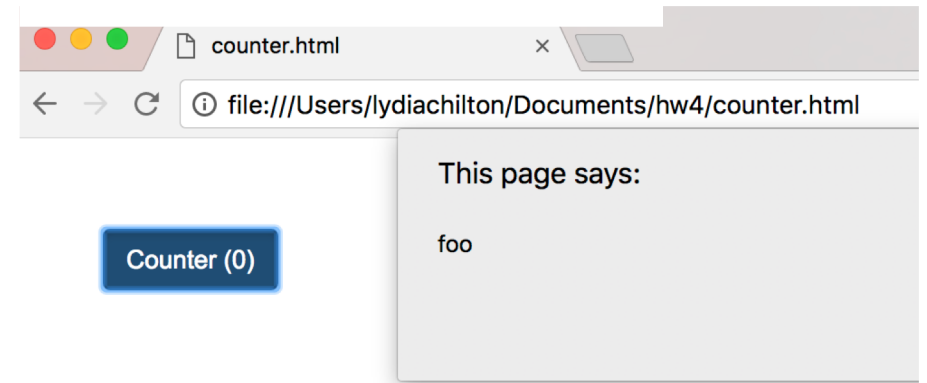 counter.html
file:///Users/lydiachilton/Documents/hw4/counter.html
This page says:
foo
Counter (0)